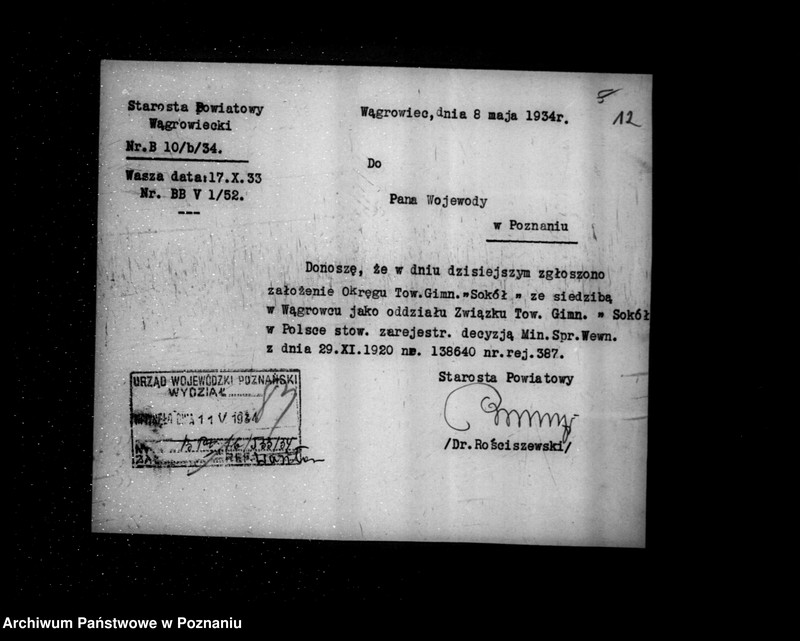 Starosta Powiatowy
Wągrowiecki
Nr.B 10/b/34.
Wasza data:17.X.33
Nr. BB V 1/52.
Wągrowiec,dnia 8 maja 1934r.
12
Do
Pana Wojewody
w Poznaniu
Donoszę, że w dniu dzisiejszym zgłoszono
założenie Okręgu Tow.Gimn."Sokół " ze siedzibą
w Wągrowcu jako oddziału Związku Tow. Gimn. " Sokół
w Polsce stow. zarejestr. decyzją Min.Spr.Wewn.
z dnia 29.XI.1920 nr. 138640 nr.rej.387.
Starosta Powiatowy
/Dr.Rościszewski/
URZĄD WOJEWÓDZKI POZNAŃSKI
WYDZIAŁ
11 V 1934
Archiwum Państwowe w Poznaniu